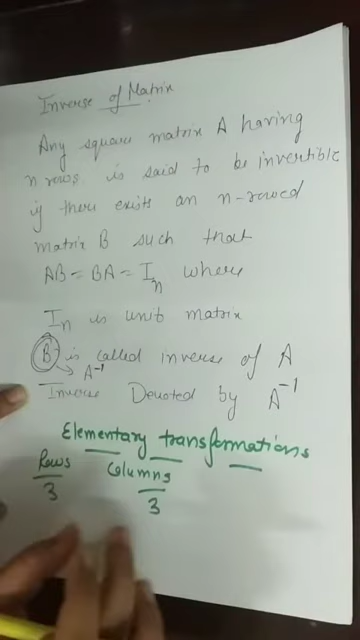 Inverse of Matrix
Any square matrix A having
n rows is said to be invertible
if there exists an n-rowed
matrix B such that
AB = BA = Iₙ where
Iₙ is unit matrix
B is called inverse of A
→ A⁻¹
Inverse Denoted by A⁻¹
Elementary transformations
Rows Columns
3 3